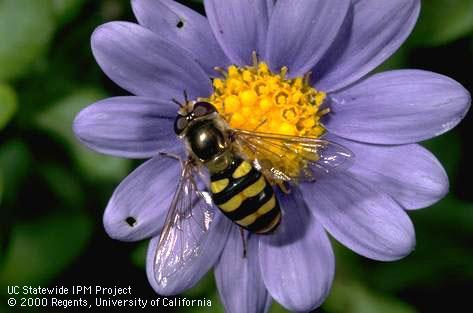 UC Statewide IPM Project
© 2000 Regents, University of California